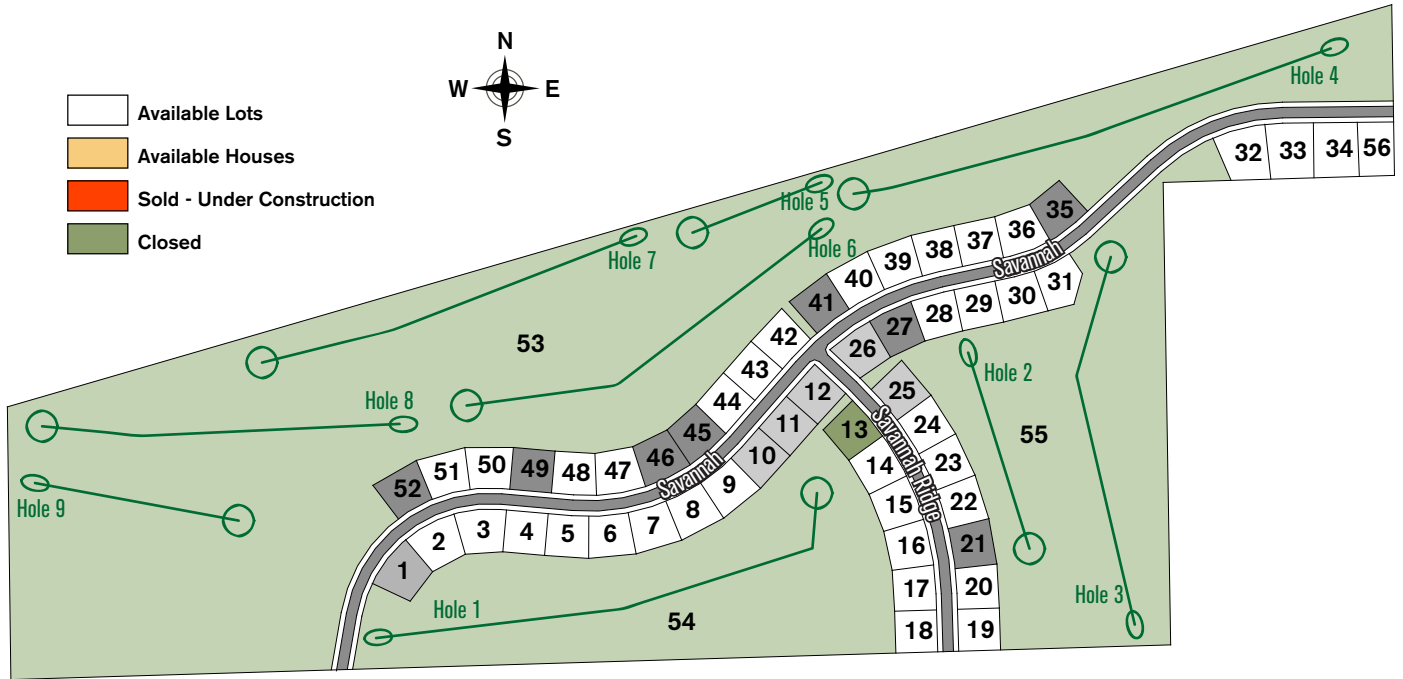 N
W E
S
Available Lots
Available Houses
Sold - Under Construction
Closed
Hole 4
Hole 5
Hole 6
Hole 7
32 33 34 56
35
36
37
38
39
40
41
42
43
44
45
46
47
48
49
50
51
52
53
Savannah
31
30
29
28
27
26
25
24
23
22
21
20
19
Hole 2
55
Hole 3
Hole 8
Hole 9
Savannah
12
11
10
9
8
7
6
5
4
3
2
1
13
14
15
16
17
18
Savannah Ridge
Hole 1
54